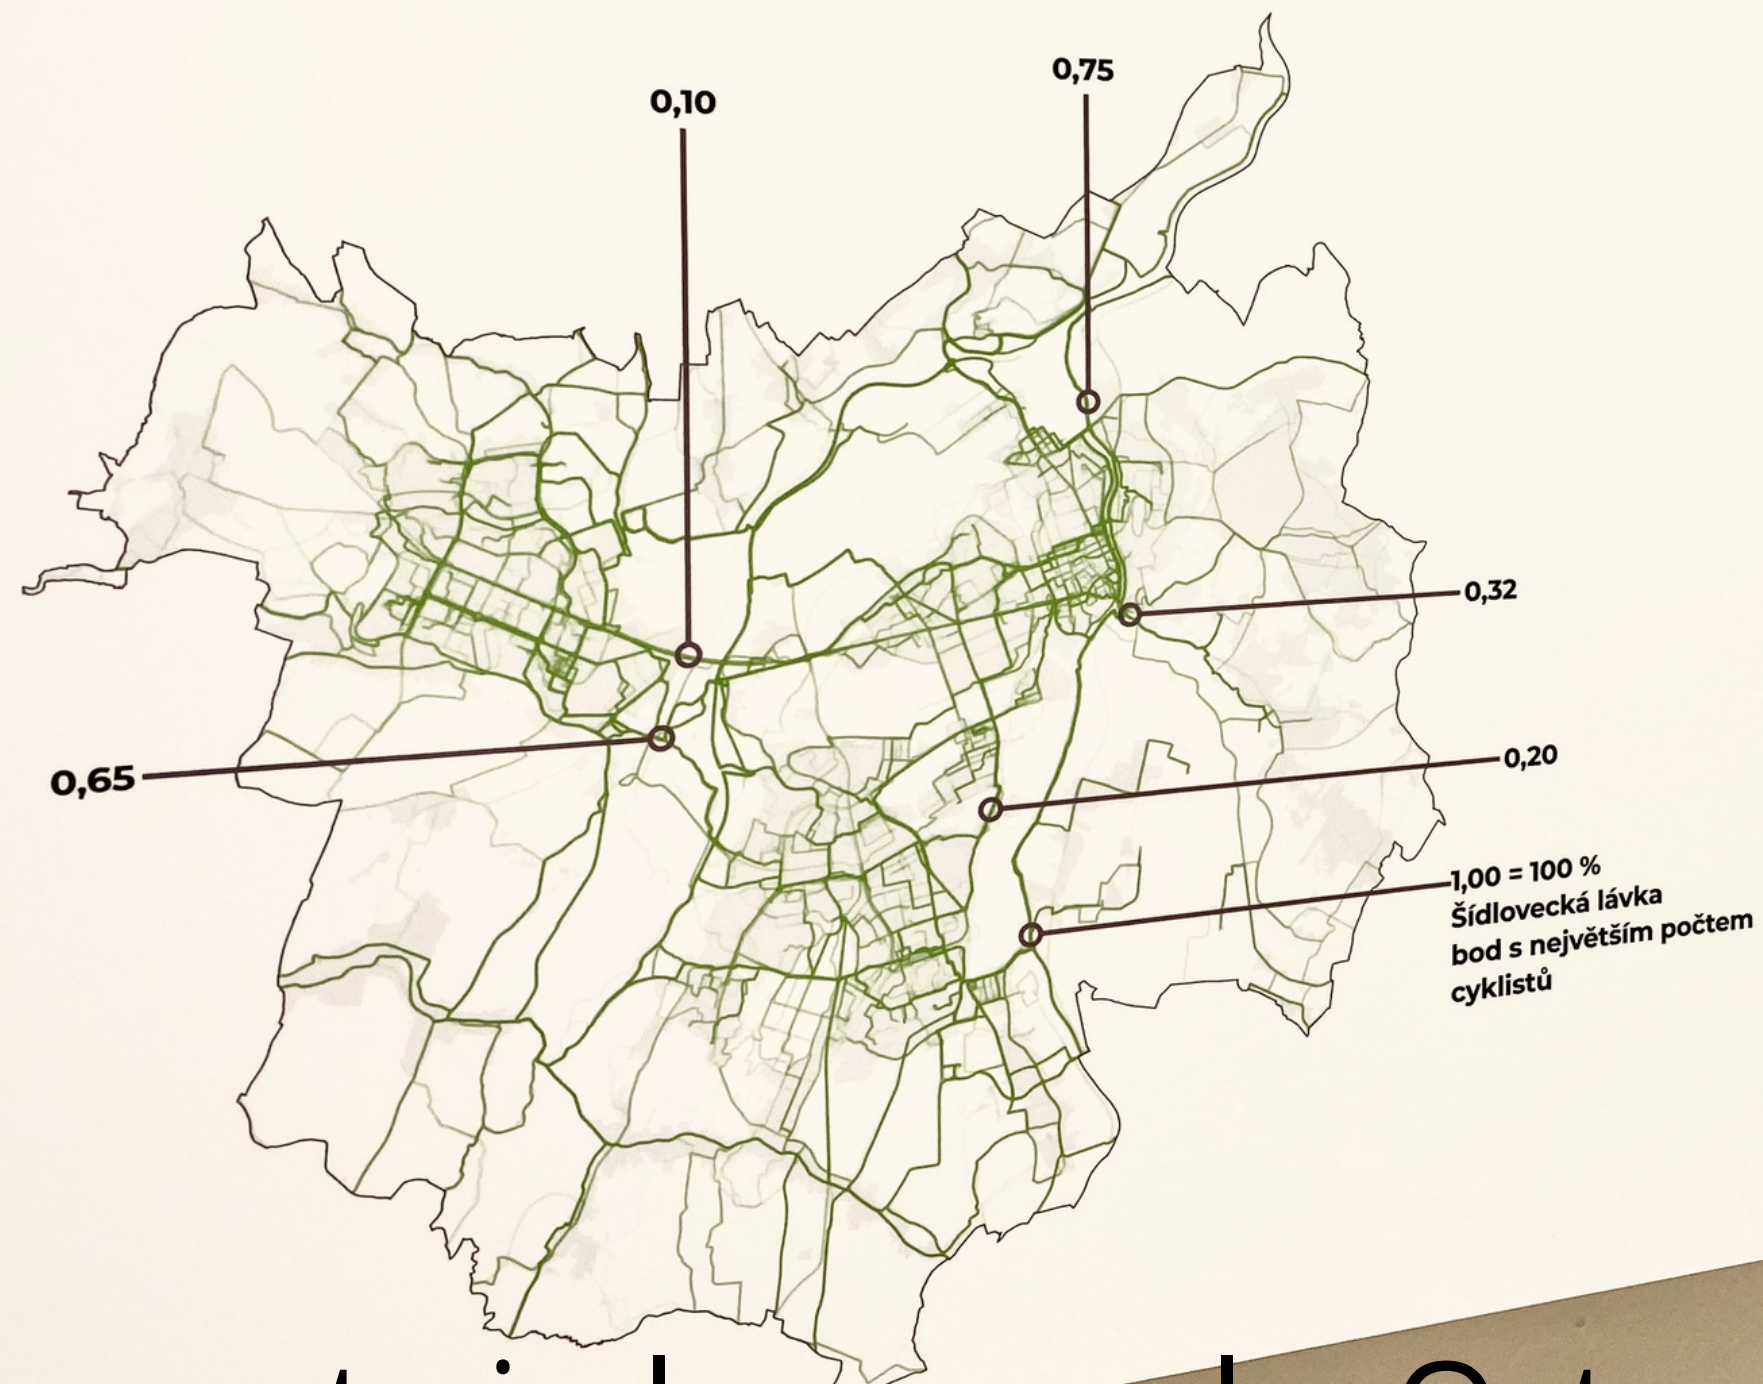 0,75
0,10
0,32
0,65
0,20
1,00 = 100 %
Šídlovecká lávka
bod s největším počtem
cyklistů